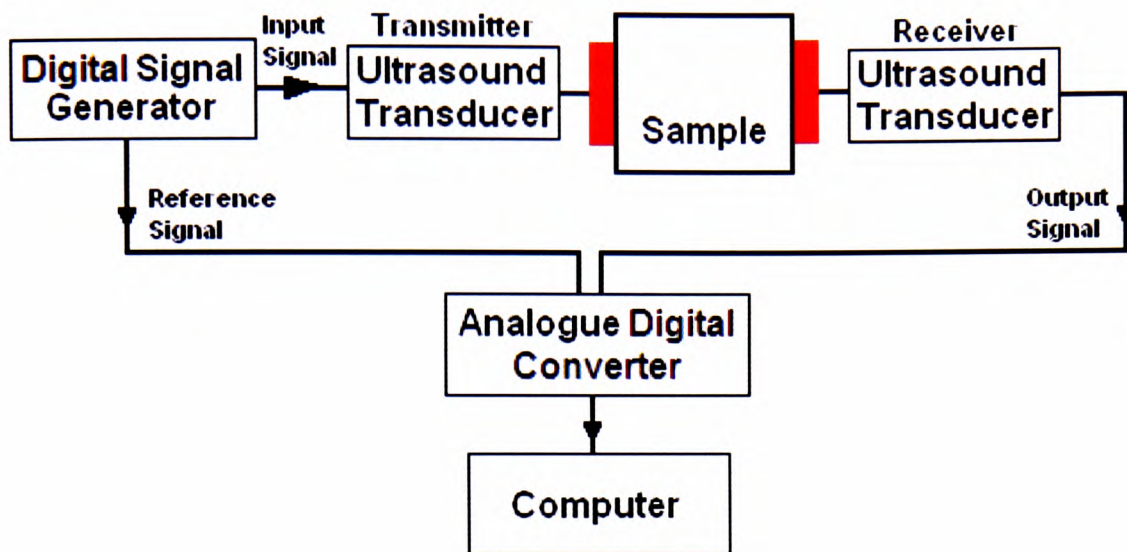 Digital Signal
Generator
Input
Signal
Transmitter
Ultrasound
Transducer
Sample
Receiver
Ultrasound
Transducer
Reference
Signal
Output
Signal
Analogue Digital
Converter
Computer